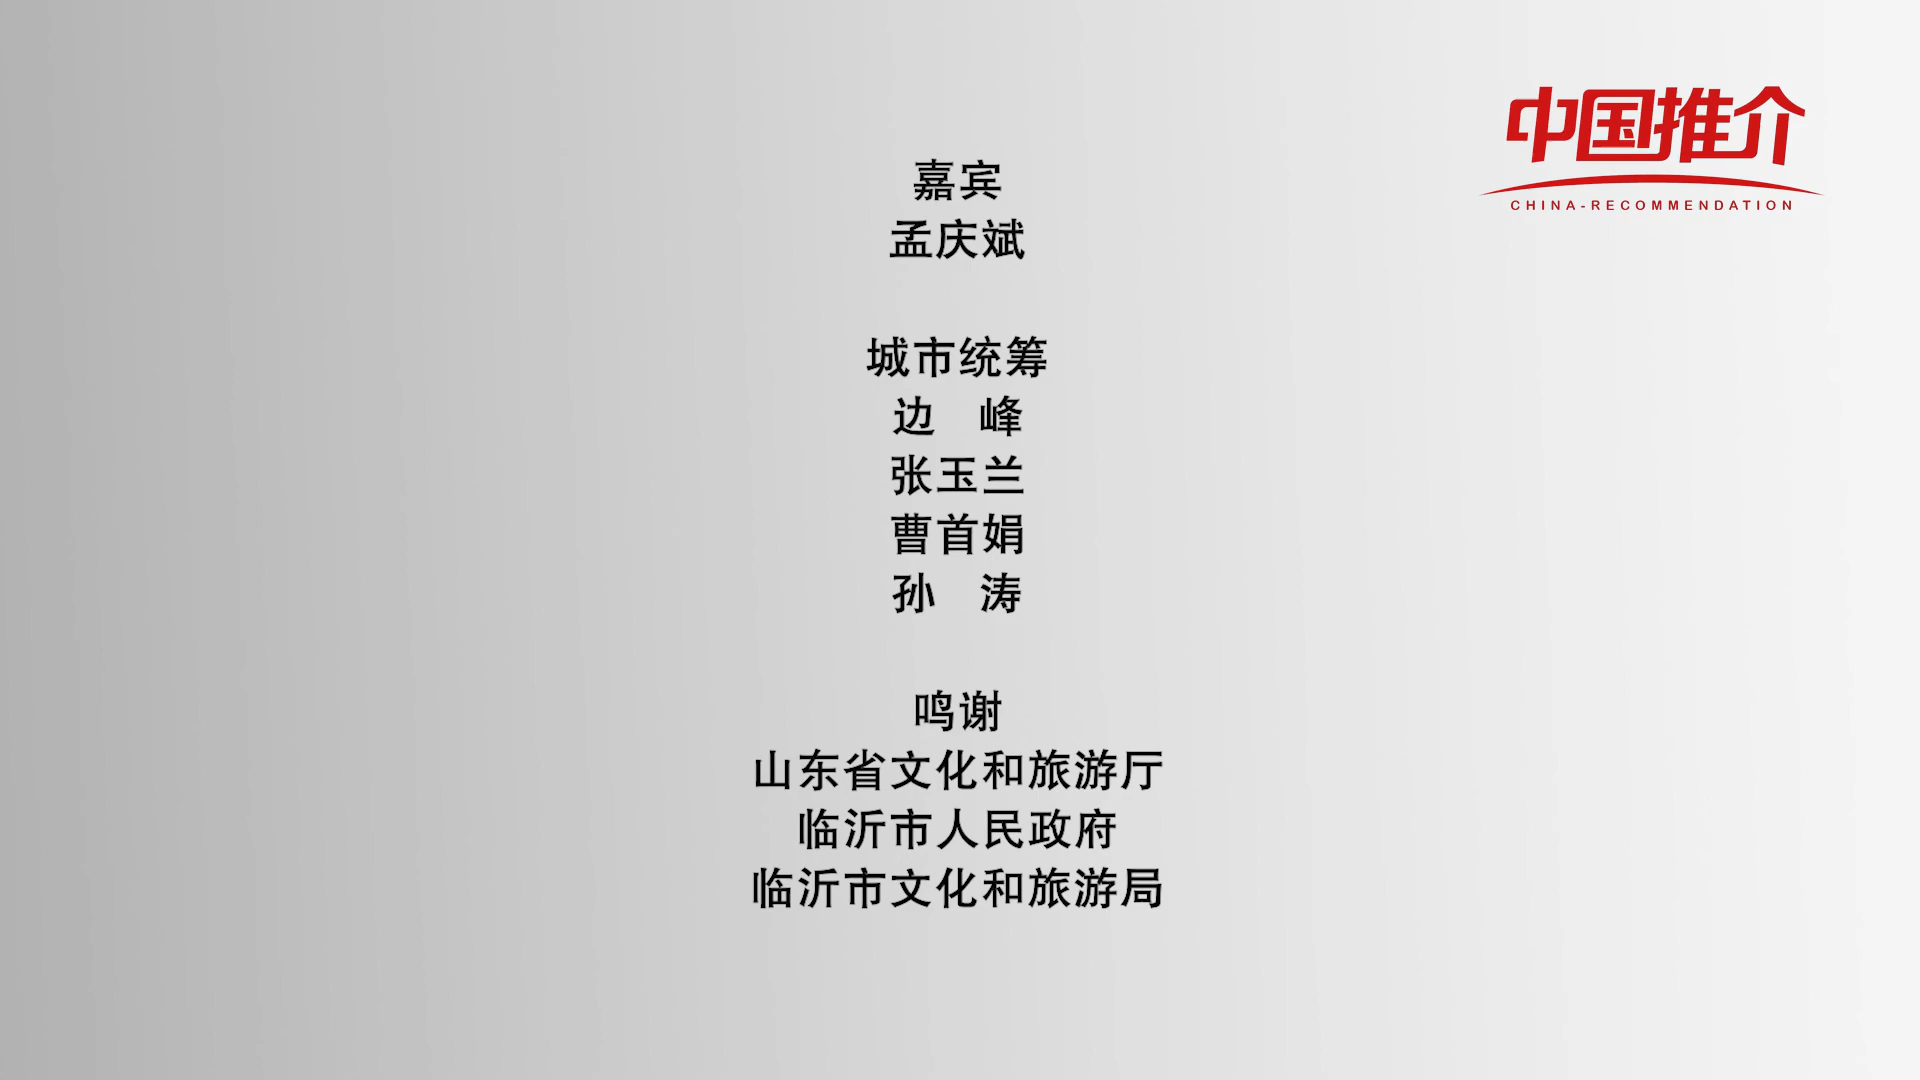 中国推介
CHINA-RECOMMENDATION
嘉宾
孟庆斌
城市统筹
边　峰
张玉兰
曹首娟
孙　涛
鸣谢
山东省文化和旅游厅
临沂市人民政府
临沂市文化和旅游局